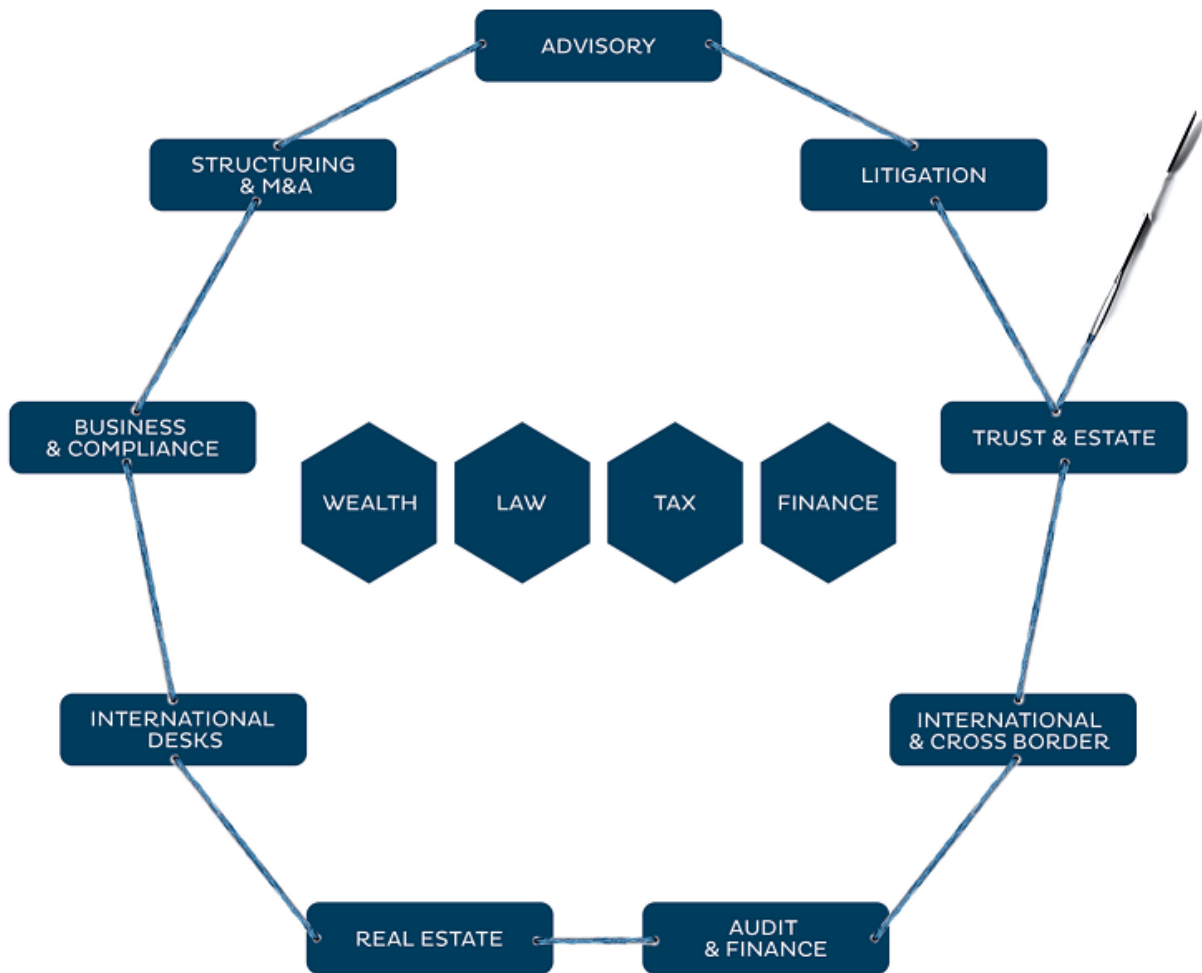 ADVISORY
STRUCTURING
& M&A
LITIGATION
BUSINESS
& COMPLIANCE
TRUST & ESTATE
WEALTH
LAW
TAX
FINANCE
INTERNATIONAL
DESKS
INTERNATIONAL
& CROSS BORDER
REAL ESTATE
AUDIT
& FINANCE